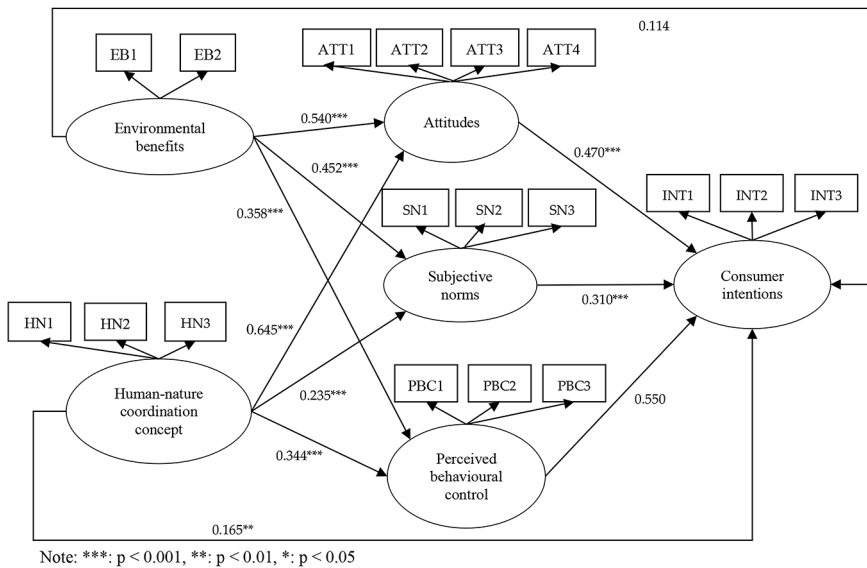 0.114
EB1
EB2
ATT1
ATT2
ATT3
ATT4
Environmental
benefits
0.540***
Attitudes
0.452***
0.470***
0.358***
SN1
SN2
SN3
INT1
INT2
INT3
Subjective
norms
Consumer
intentions
0.310***
HN1
HN2
HN3
0.645***
Human-nature
coordination
concept
0.235***
PBC1
PBC2
PBC3
0.550
0.344***
Perceived
behavioural
control
0.165**
Note: ***: p < 0.001, **: p < 0.01, *: p < 0.05